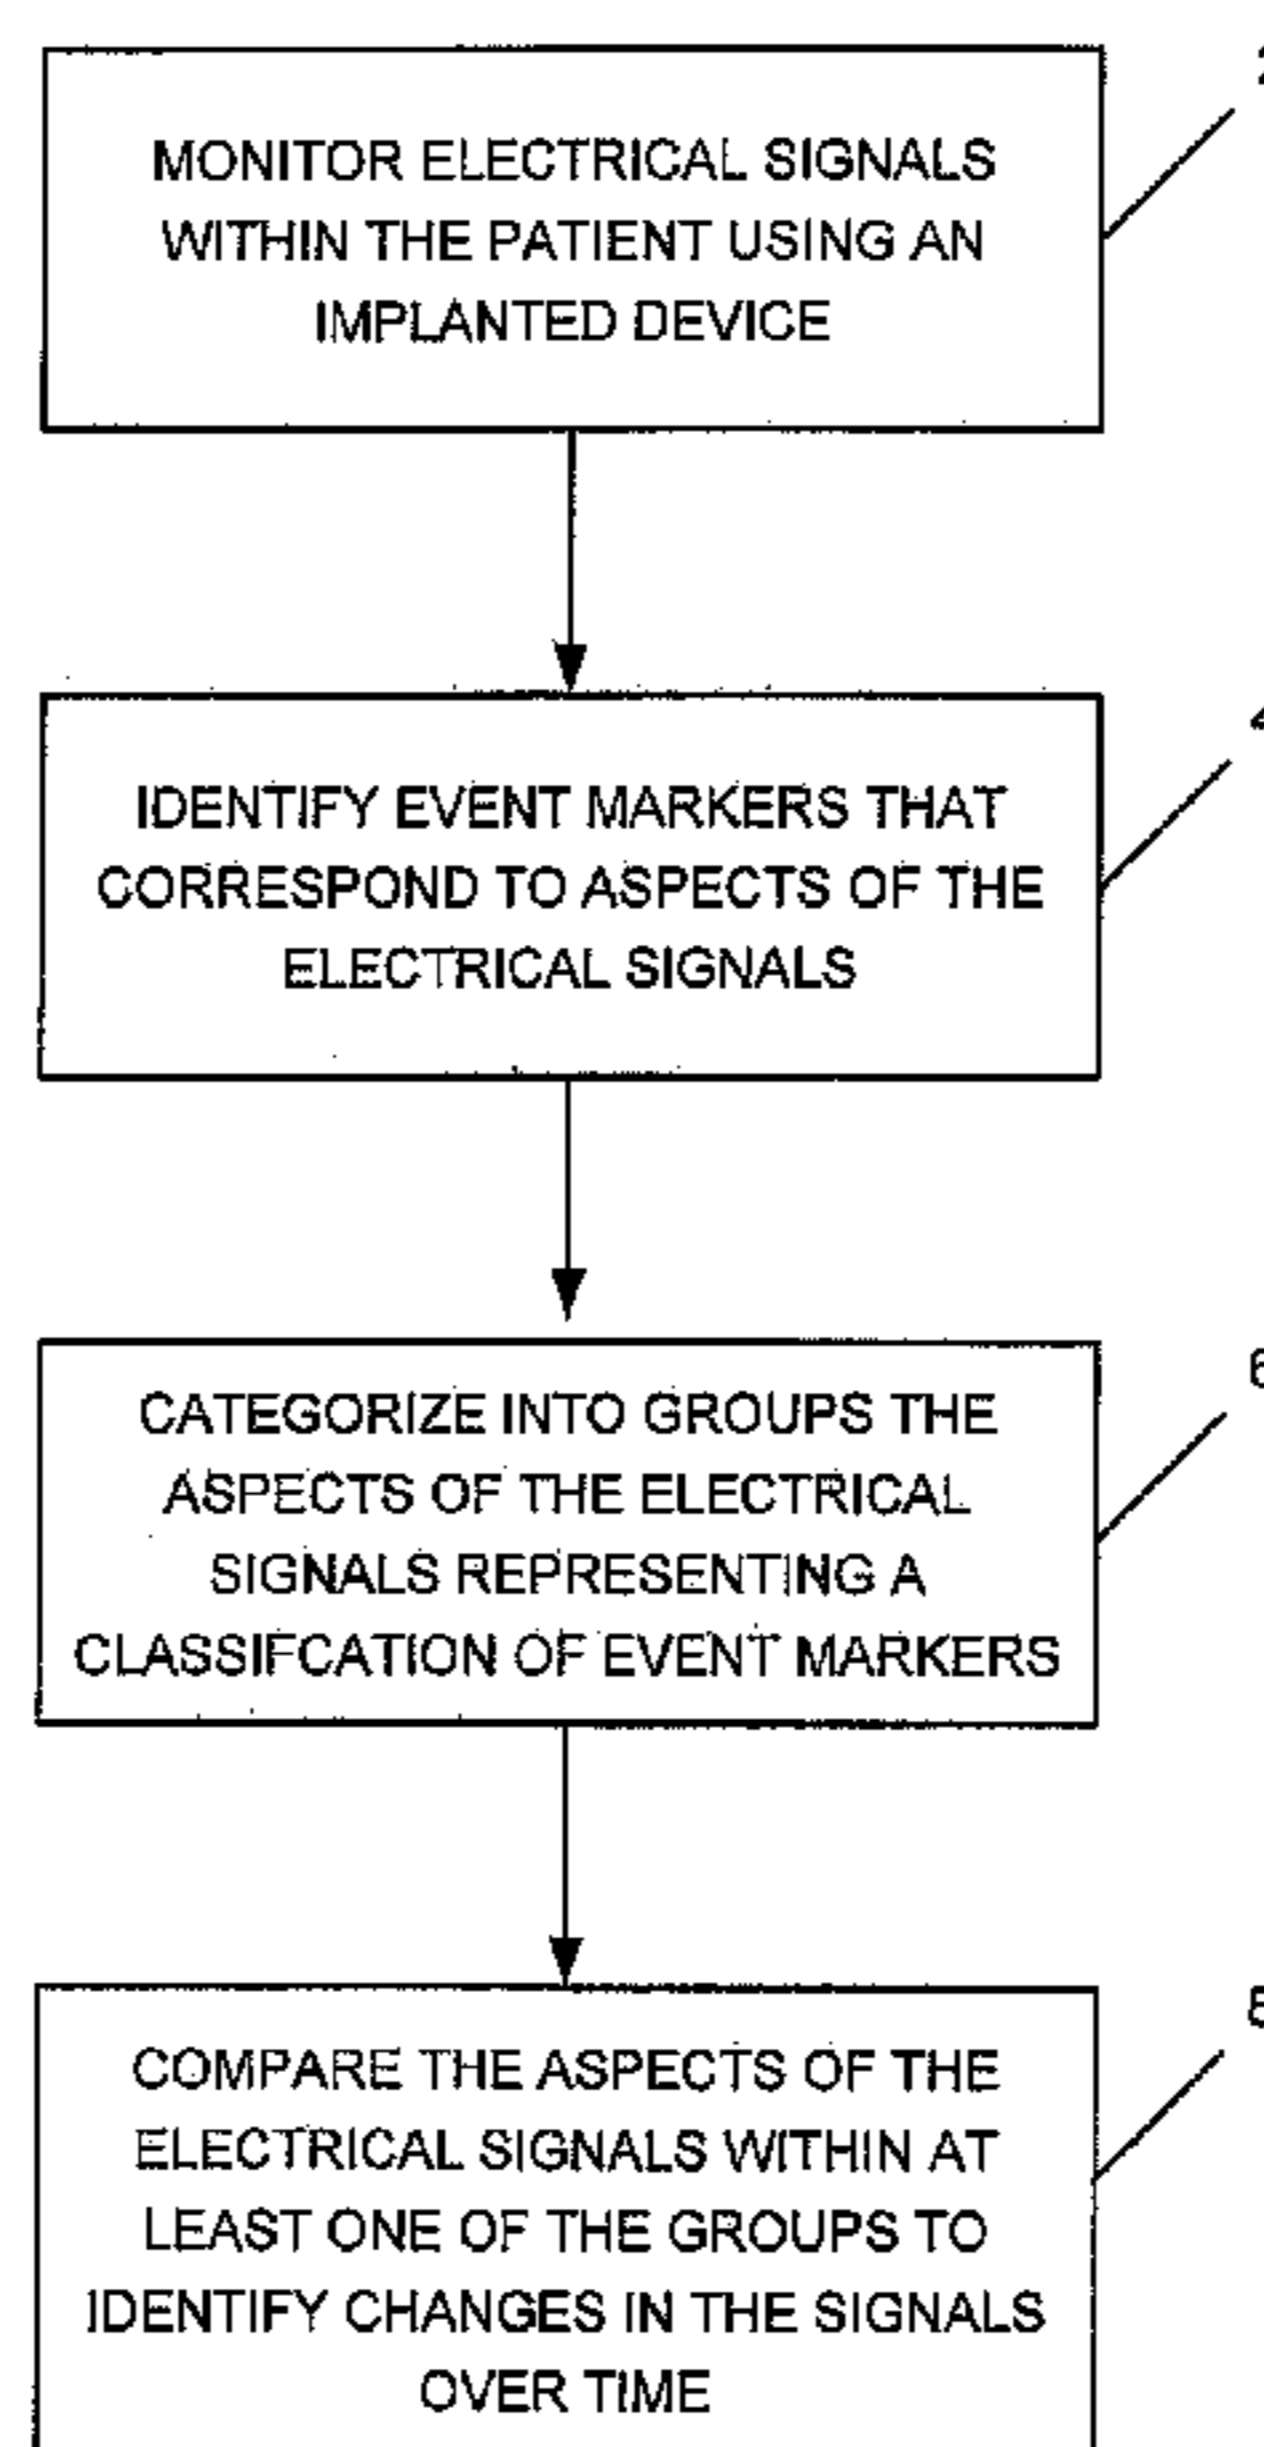 MONITOR ELECTRICAL SIGNALS
WITHIN THE PATIENT USING AN
IMPLANTED DEVICE
IDENTIFY EVENT MARKERS THAT
CORRESPOND TO ASPECTS OF THE
ELECTRICAL SIGNALS
CATEGORIZE INTO GROUPS THE
ASPECTS OF THE ELECTRICAL
SIGNALS REPRESENTING A
CLASSIFCATION OF EVENT MARKERS
COMPARE THE ASPECTS OF THE
ELECTRICAL SIGNALS WITHIN AT
LEAST ONE OF THE GROUPS TO
IDENTIFY CHANGES IN THE SIGNALS
OVER TIME